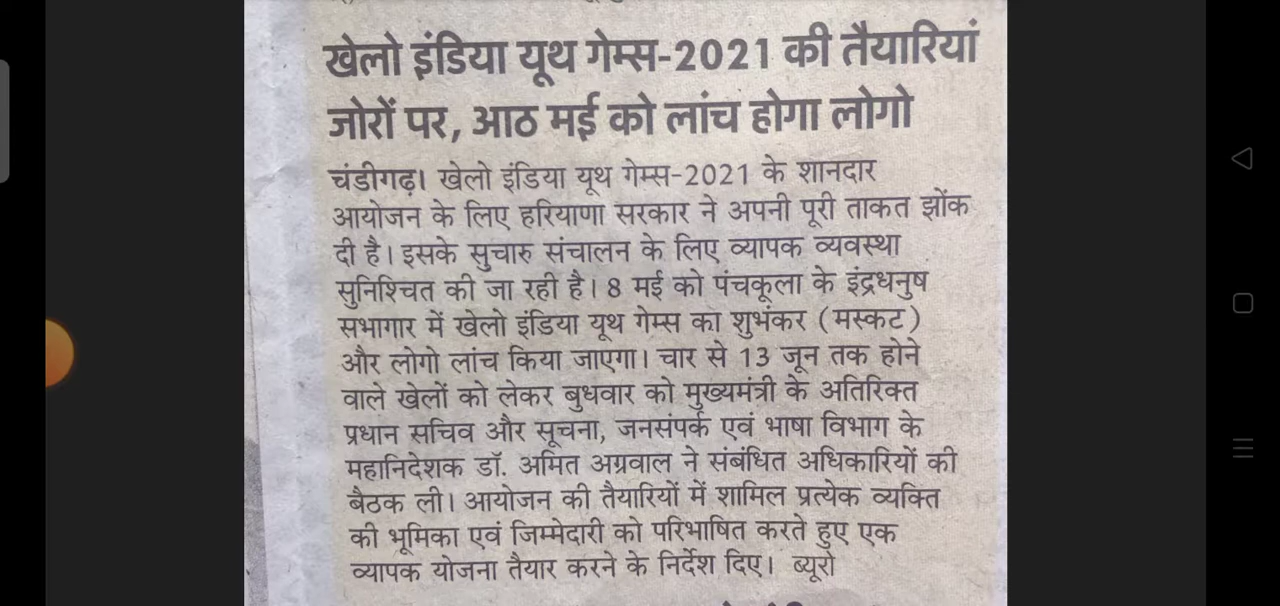 खेलो इंडिया यूथ गेम्स-2021 की तैयारियां
जोरों पर, आठ मई को लांच होगा लोगो
चंडीगढ़। खेलो इंडिया यूथ गेम्स-2021 के शानदार
आयोजन के लिए हरियाणा सरकार ने अपनी पूरी ताकत झोंक
दी है। इसके सुचारु संचालन के लिए व्यापक व्यवस्था
सुनिश्चित की जा रही है। 8 मई को पंचकूला के इंद्रधनुष
सभागार में खेलो इंडिया यूथ गेम्स का शुभंकर (मस्कट)
और लोगो लांच किया जाएगा। चार से 13 जून तक होने
वाले खेलों को लेकर बुधवार को मुख्यमंत्री के अतिरिक्त
प्रधान सचिव और सूचना, जनसंपर्क एवं भाषा विभाग के
महानिदेशक डॉ. अमित अग्रवाल ने संबंधित अधिकारियों की
बैठक ली। आयोजन की तैयारियों में शामिल प्रत्येक व्यक्ति
की भूमिका एवं जिम्मेदारी को परिभाषित करते हुए एक
व्यापक योजना तैयार करने के निर्देश दिए। ब्यूरो